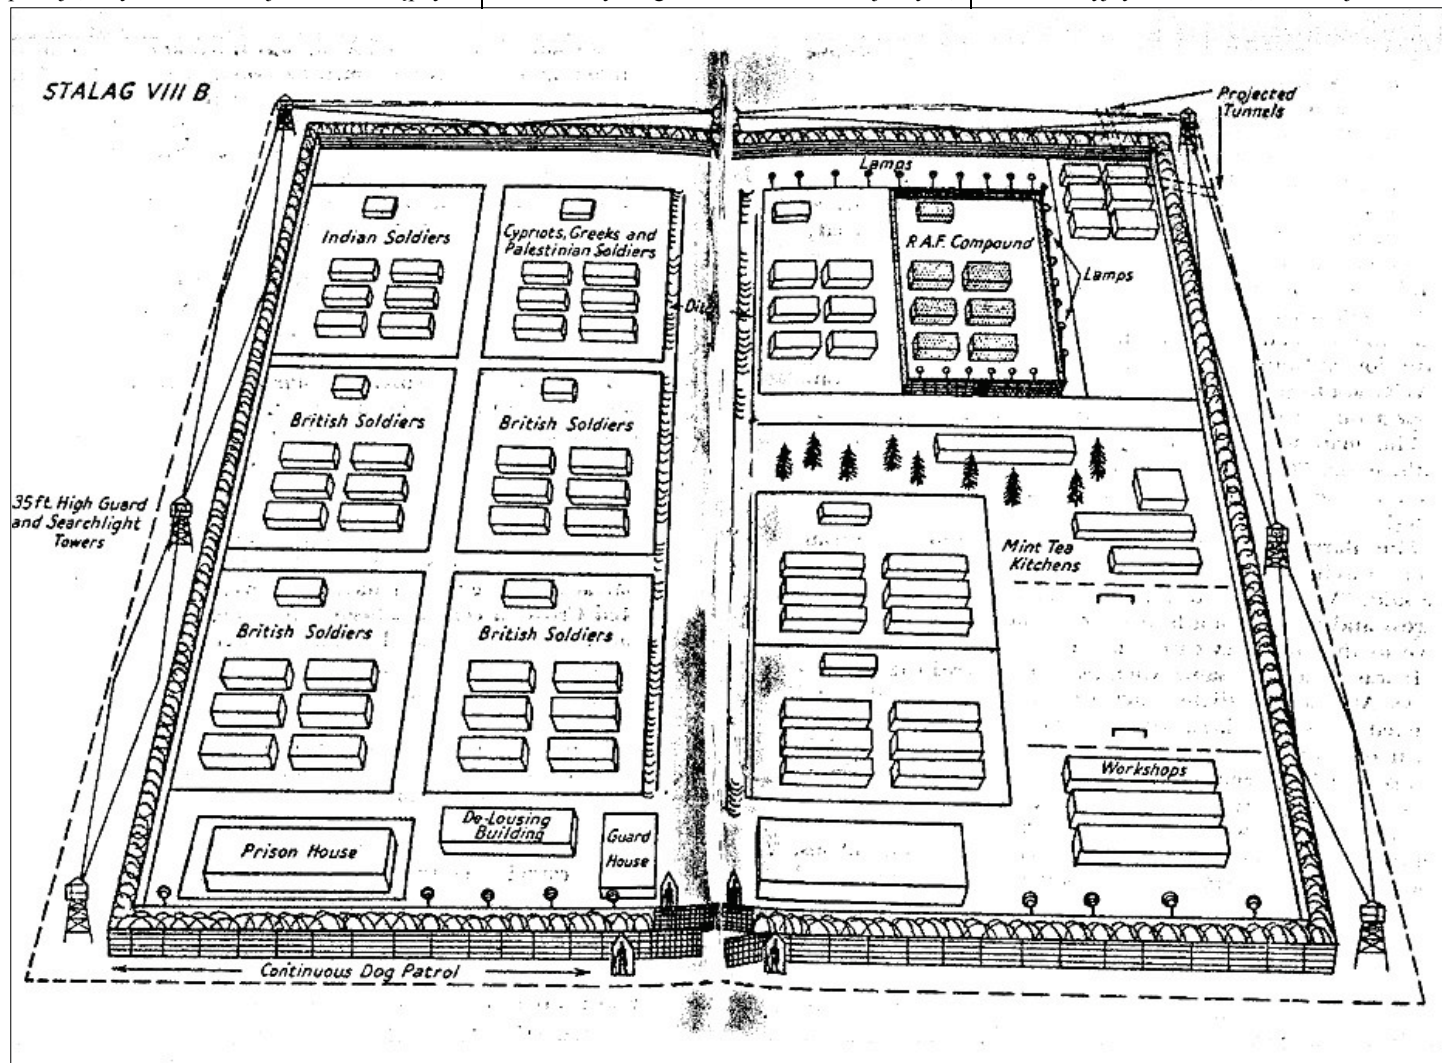 STALAG VIII B
Projected
Tunnels
Lamps
Indian Soldiers
Cypriots, Greeks and
Palestinian Soldiers
R.A.F. Compound
Lamps
British Soldiers
British Soldiers
35 ft. High Guard
and Searchlight
Towers
Mint Tea
Kitchens
British Soldiers
British Soldiers
Workshops
De-Lousing
Building
Guard
House
Prison House
Continuous Dog Patrol